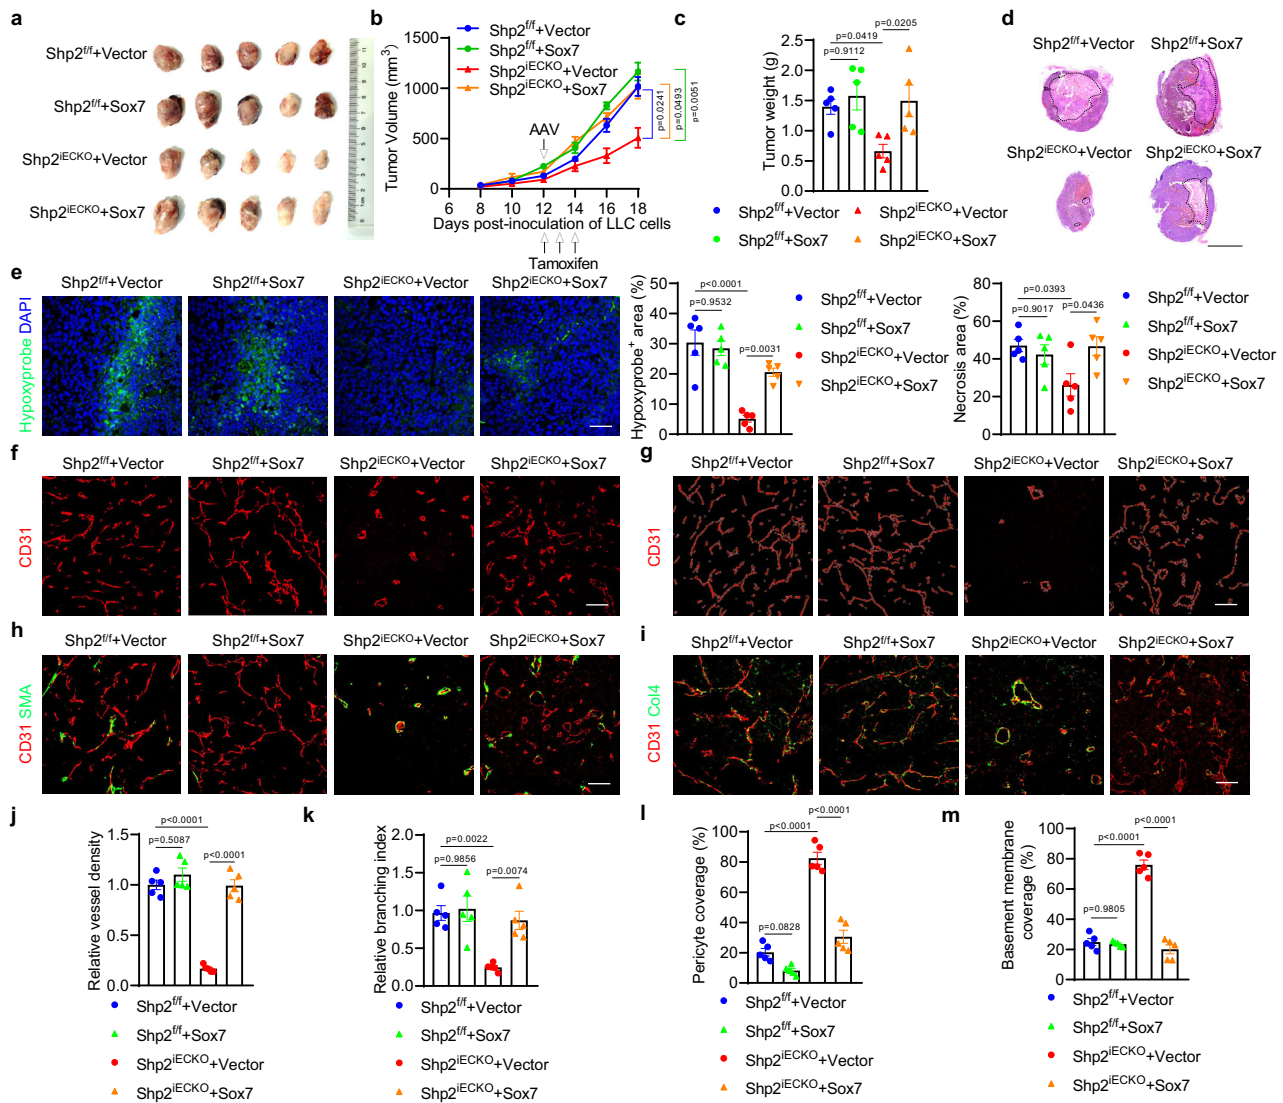 a
Shp2f/f+Vector
Shp2f/f+Sox7
Shp2iECKO+Vector
Shp2iECKO+Sox7
b
Shp2f/f+Vector
Shp2f/f+Sox7
Shp2iECKO+Vector
Shp2iECKO+Sox7
Tumor Volume (mm3)
1500
1000
500
0
AAV
p=0.0241
p=0.0493
p=0.0051
6 8 10 12 14 16 18
Days post-inoculation of LLC cells
Tamoxifen
c
p=0.0205
p=0.0419
p=0.9112
Tumor weight (g)
2.5
2.0
1.5
1.0
0.5
0.0
Shp2f/f+Vector
Shp2f/f+Sox7
Shp2iECKO+Vector
Shp2iECKO+Sox7
d
Shp2f/f+Vector
Shp2f/f+Sox7
Shp2iECKO+Vector
Shp2iECKO+Sox7
e
Shp2f/f+Vector
Shp2f/f+Sox7
Shp2iECKO+Vector
Shp2iECKO+Sox7
Hypoxyprobe DAPI
Hypoxyprobe+ area (%)
50
40
30
20
10
0
p<0.0001
p=0.9532
p=0.0031
Shp2f/f+Vector
Shp2f/f+Sox7
Shp2iECKO+Vector
Shp2iECKO+Sox7
Necrosis area (%)
80
60
40
20
0
p=0.0393
p=0.9017
p=0.0436
Shp2f/f+Vector
Shp2f/f+Sox7
Shp2iECKO+Vector
Shp2iECKO+Sox7
f
Shp2f/f+Vector
Shp2f/f+Sox7
Shp2iECKO+Vector
Shp2iECKO+Sox7
CD31
g
Shp2f/f+Vector
Shp2f/f+Sox7
Shp2iECKO+Vector
Shp2iECKO+Sox7
CD31
h
Shp2f/f+Vector
Shp2f/f+Sox7
Shp2iECKO+Vector
Shp2iECKO+Sox7
CD31 SMA
i
Shp2f/f+Vector
Shp2f/f+Sox7
Shp2iECKO+Vector
Shp2iECKO+Sox7
CD31 Col4
j
Relative vessel density
1.5
1.0
0.5
0.0
p<0.0001
p=0.5087
p<0.0001
Shp2f/f+Vector
Shp2f/f+Sox7
Shp2iECKO+Vector
Shp2iECKO+Sox7
k
Relative branching index
2.0
1.5
1.0
0.5
0.0
p=0.0022
p=0.9856
p=0.0074
Shp2f/f+Vector
Shp2f/f+Sox7
Shp2iECKO+Vector
Shp2iECKO+Sox7
l
Pericyte coverage (%)
100
80
60
40
20
0
p<0.0001
p<0.0001
p=0.0828
Shp2f/f+Vector
Shp2f/f+Sox7
Shp2iECKO+Vector
Shp2iECKO+Sox7
m
Basement membrane
coverage (%)
100
80
60
40
20
0
p<0.0001
p<0.0001
p=0.9805
Shp2f/f+Vector
Shp2f/f+Sox7
Shp2iECKO+Vector
Shp2iECKO+Sox7